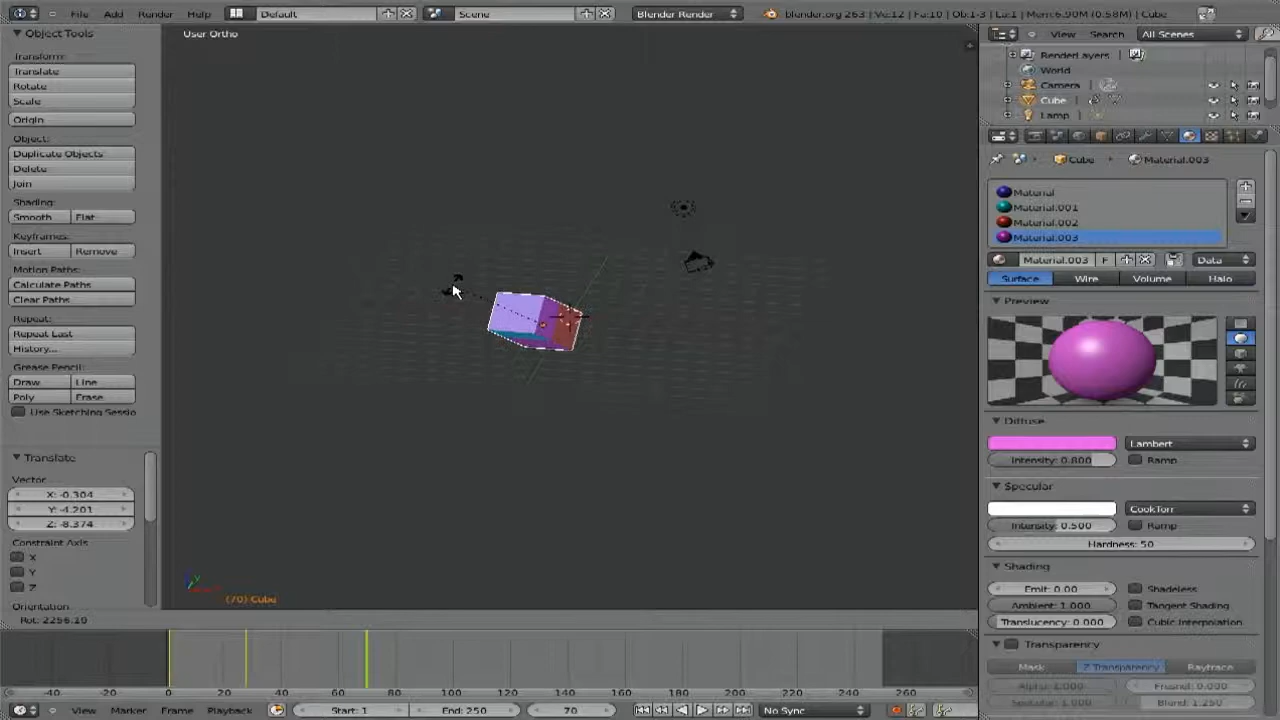 File Add Render Help Default Scene Blender Render blender.org 263 | Ve:12 | Fa:10 | Ob:1-3 | La:1 | Mem:6.90M (0.58M) | Cube
Object Tools
User Ortho
View Search All Scenes
Transform:
Translate
Rotate
Scale
Origin
Object:
Duplicate Objects
Delete
Join
Shading:
Smooth Flat
Keyframes:
Insert Remove
Motion Paths:
Calculate Paths
Clear Paths
Repeat:
Repeat Last
History...
Grease Pencil:
Draw Line
Poly Erase
Use Sketching Sessio
Translate
Vector
X: -0.304
Y: -4.201
Z: -8.374
Constraint Axis
X
Y
Z
Orientation
(70) Cube
Rot: 2256.19
RenderLayers
World
Camera
Cube
Lamp
Cube Material.003
Material
Material.001
Material.002
Material.003
Material.003 F Data
Surface Wire Volume Halo
Preview
Diffuse
Lambert
Intensity: 0.800 Ramp
Specular
CookTorr
Intensity: 0.500 Ramp
Hardness: 50
Shading
Emit: 0.00 Shadeless
Ambient: 1.000 Tangent Shading
Translucency: 0.000 Cubic Interpolation
Transparency
Mask Z Transparency Raytrace
Alpha: 1.000 Fresnel: 0.000
Specular: 1.000 Blend: 1.250
-40 -20 0 20 40 60 80 100 120 140 160 180 200 220 240 260
View Marker Frame Playback Start: 1 End: 250 70 No Sync